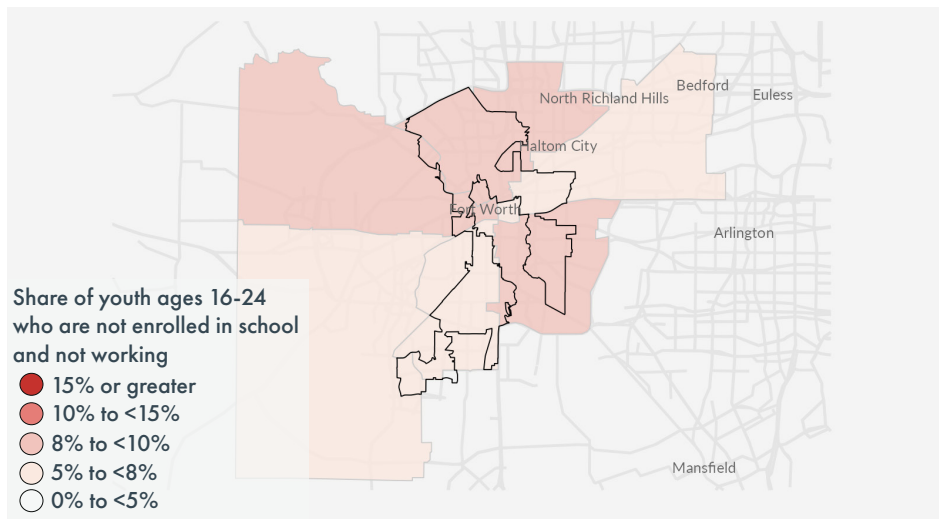 Bedford
North Richland Hills
Euless
Haltom City
Fort Worth
Arlington
Share of youth ages 16-24
who are not enrolled in school
and not working
15% or greater
10% to <15%
8% to <10%
5% to <8%
0% to <5%
Mansfield